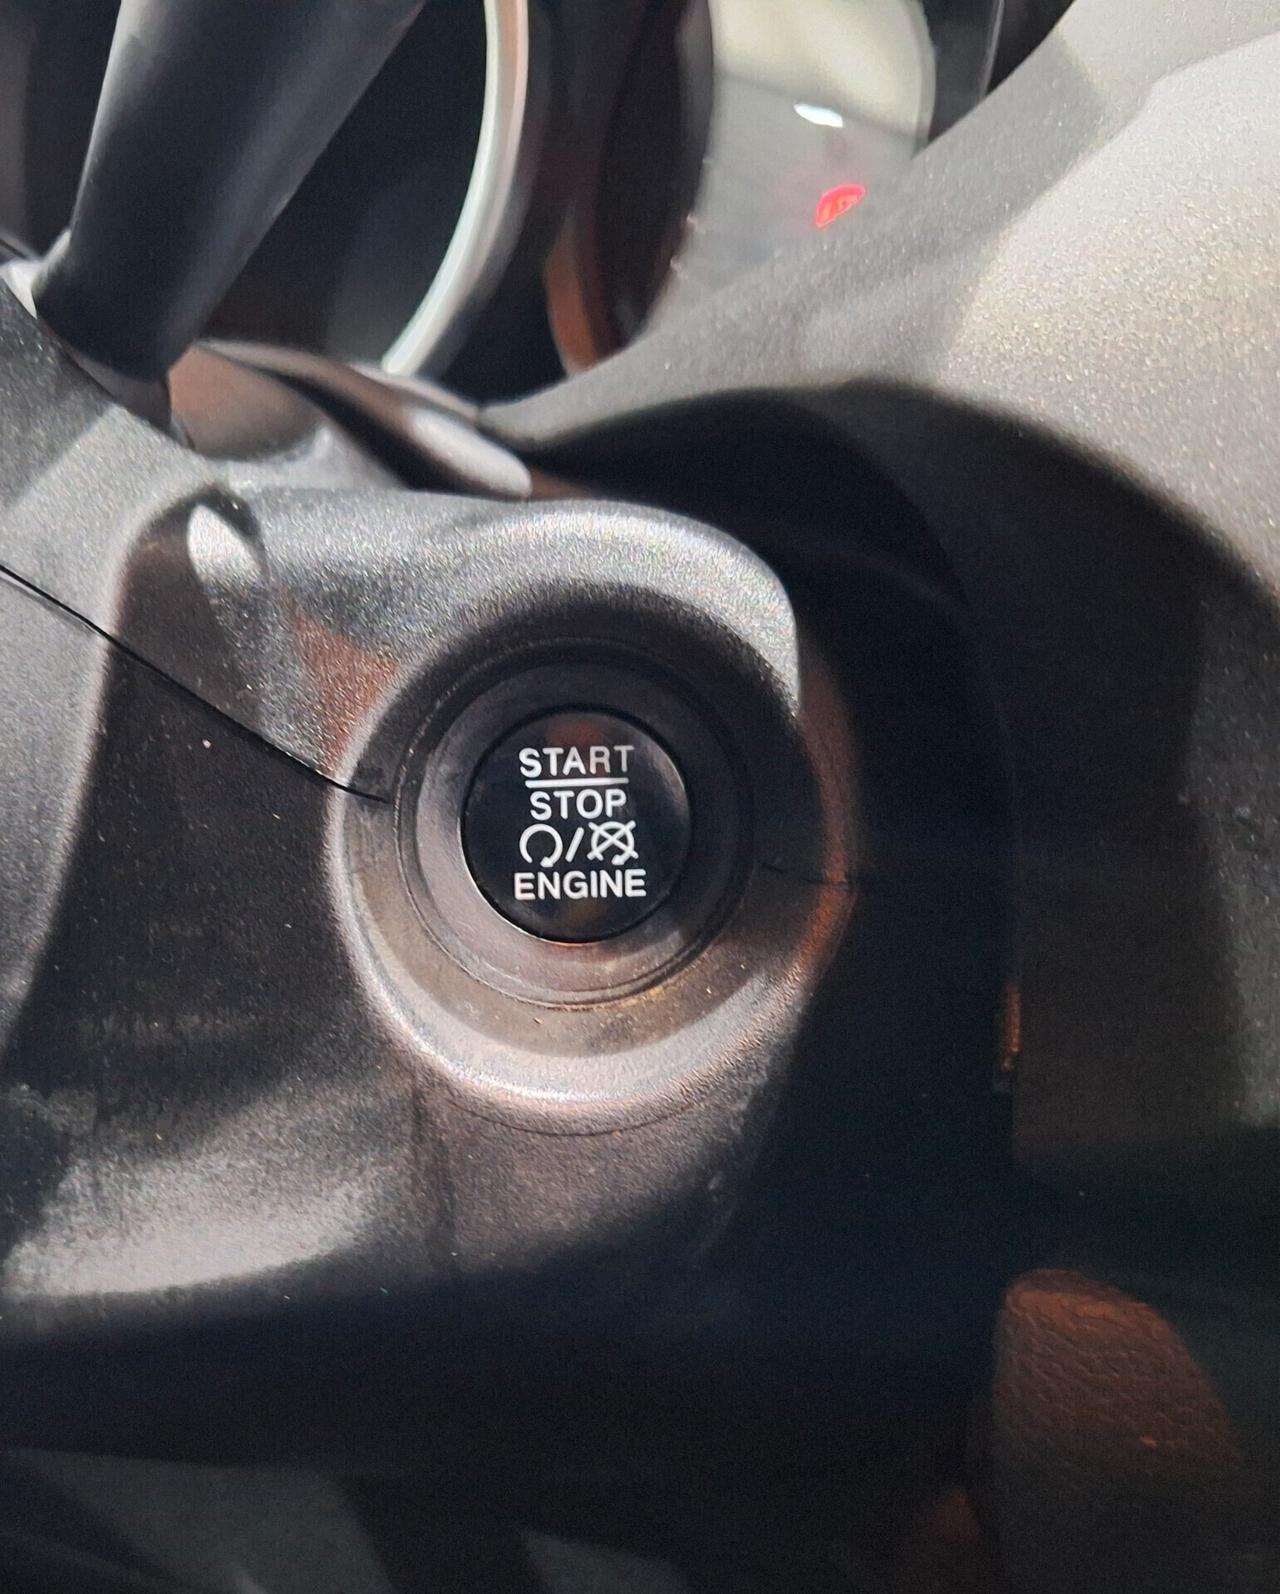 START
STOP
/
ENGINE